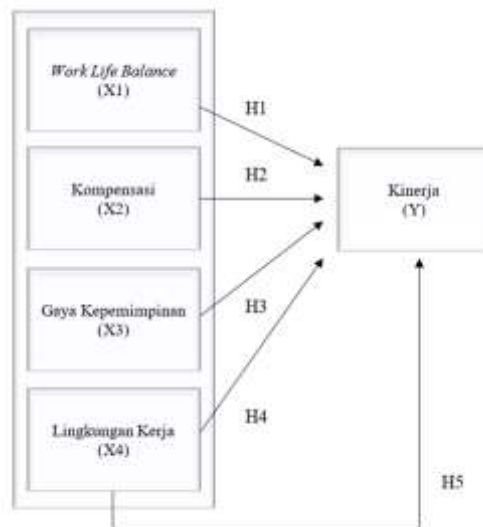 Work Life Balance
(X1)
H1
Kompensasi
(X2)
H2
Kinerja
(Y)
Gaya Kepemimpinan
(X3)
H3
Lingkungan Kerja
(X4)
H4
H5